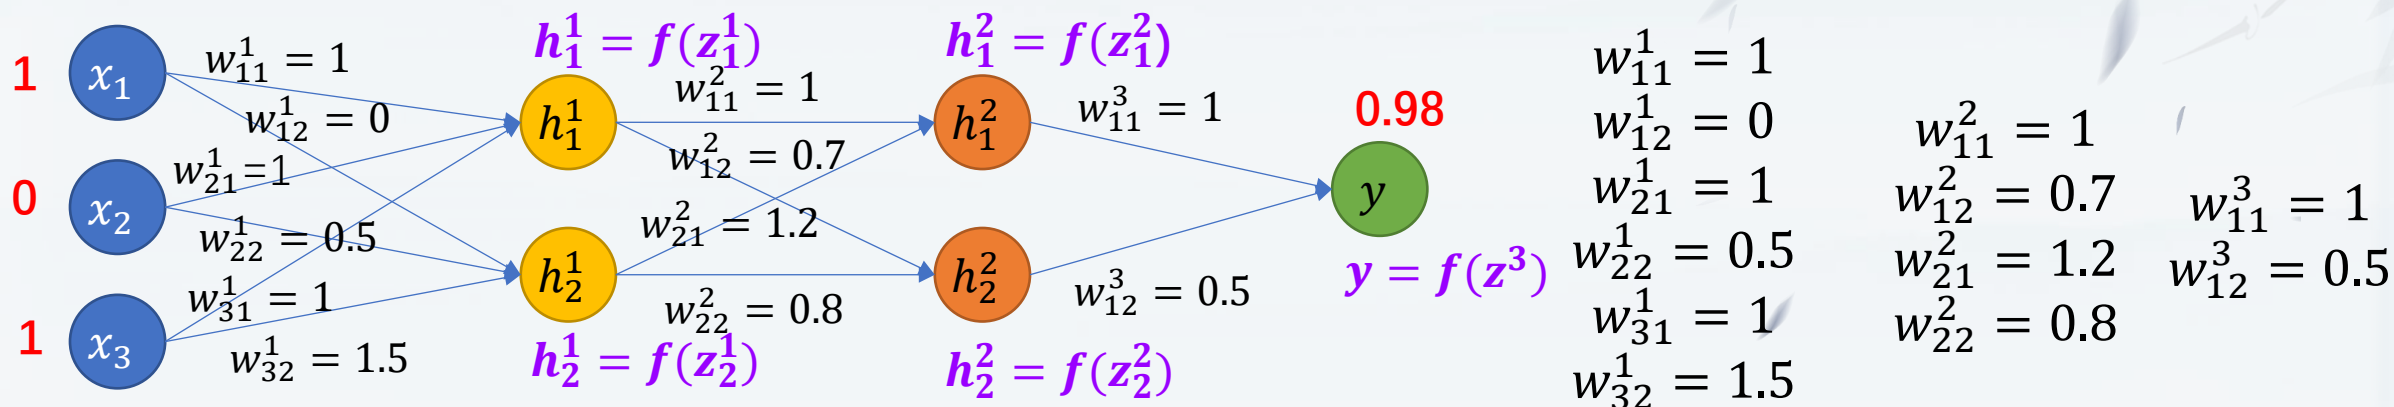 1
0
1
x₁
x₂
x₃
w¹₁₁ = 1
w¹₁₂ = 0
w¹₂₁=1
w¹₂₂ = 0.5
w¹₃₁ = 1
w¹₃₂ = 1.5
h¹₁ = f(z¹₁)
h¹₁
h¹₂
h¹₂ = f(z¹₂)
w²₁₁ = 1
w²₁₂ = 0.7
w²₂₁ = 1.2
w²₂₂ = 0.8
h²₁ = f(z²₁)
h²₁
h²₂
h²₂ = f(z²₂)
w³₁₁ = 1
w³₁₂ = 0.5
0.98
y
y = f(z³)
w¹₁₁ = 1
w¹₁₂ = 0
w¹₂₁ = 1
w¹₂₂ = 0.5
w¹₃₁ = 1
w¹₃₂ = 1.5
w²₁₁ = 1
w²₁₂ = 0.7
w²₂₁ = 1.2
w²₂₂ = 0.8
w³₁₁ = 1
w³₁₂ = 0.5